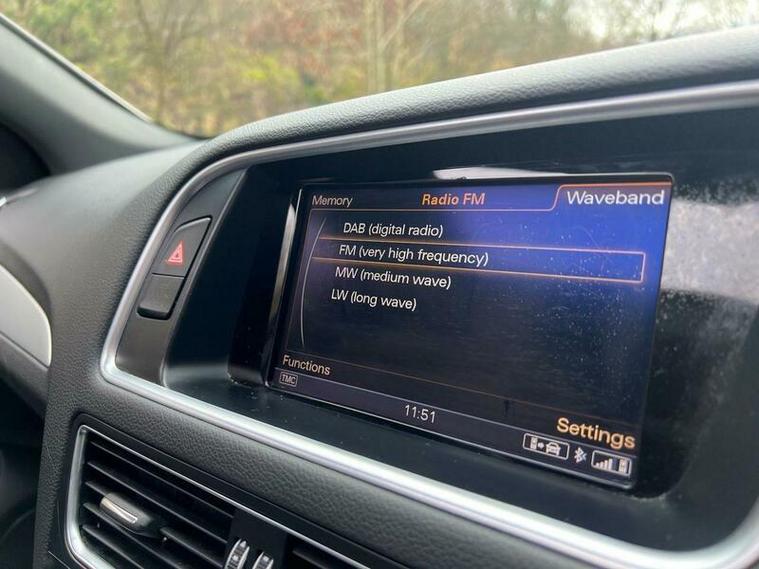 Memory
Radio FM
Waveband
DAB (digital radio)
FM (very high frequency)
MW (medium wave)
LW (long wave)
Functions
TMC
11:51
Settings